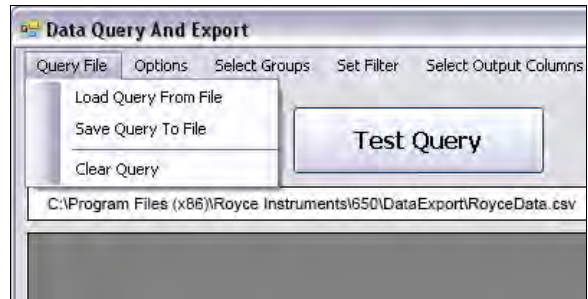 Data Query And Export
Query File Options Select Groups Set Filter Select Output Columns
Load Query From File
Save Query To File
Clear Query
Test Query
C:\Program Files (x86)\Royce Instruments\650\DataExport\RoyceData.csv